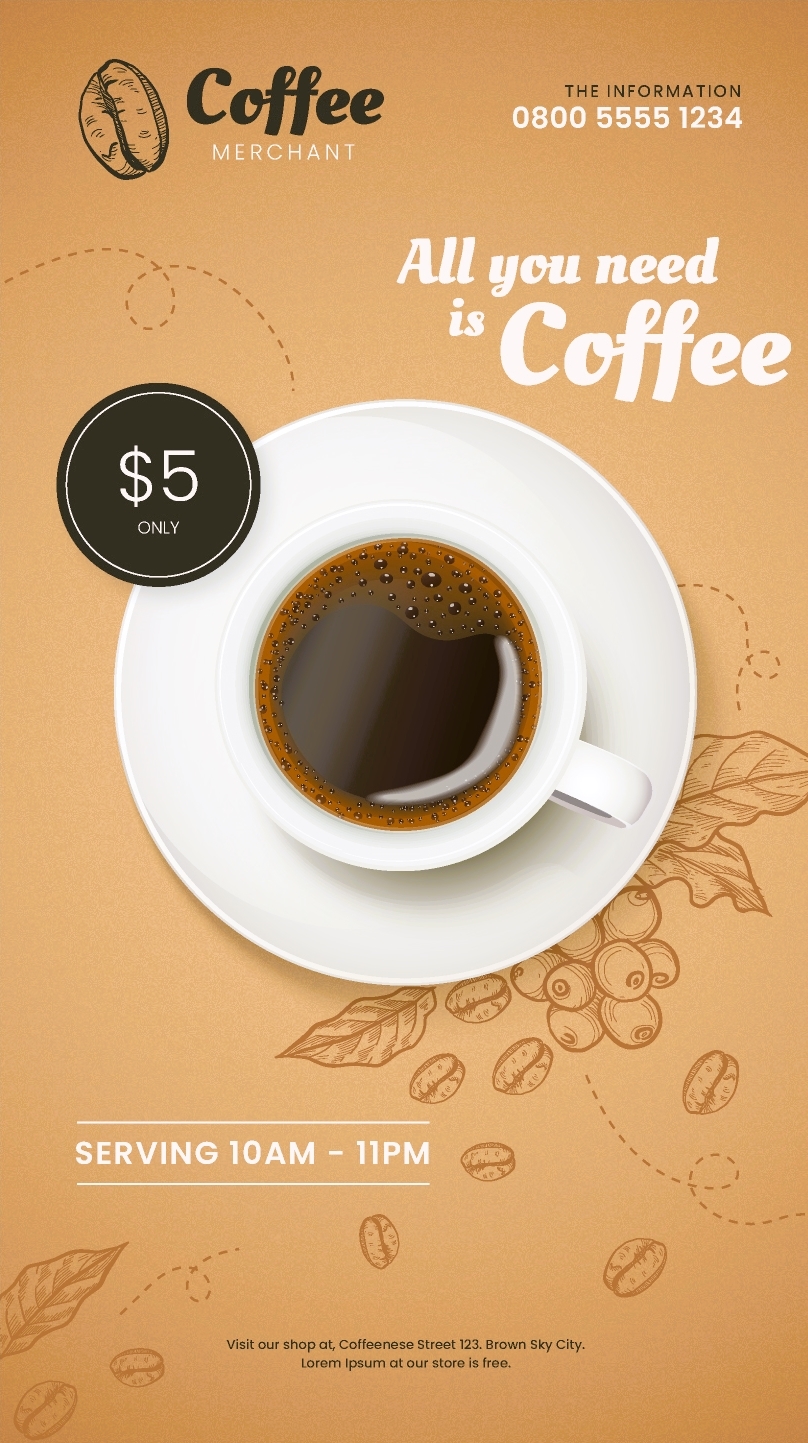 Coffee
MERCHANT
THE INFORMATION
0800 5555 1234
All you need
is Coffee
$5
ONLY
SERVING 10AM - 11PM
Visit our shop at, Coffeenese Street 123. Brown Sky City.
Lorem Ipsum at our store is free.